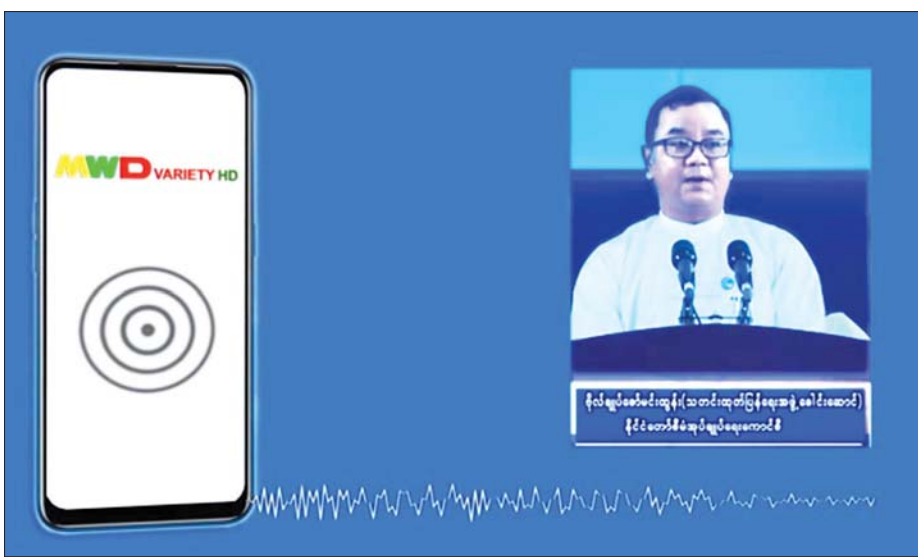 MWD VARIETY HD
ဗိုလ်ချုပ်ဇော်မင်းထွန်း(သတင်းထုတ်ပြန်ရေးအဖွဲ့ခေါင်းဆောင်)
နိုင်ငံတော်စီမံအုပ်ချုပ်ရေးကောင်စီ